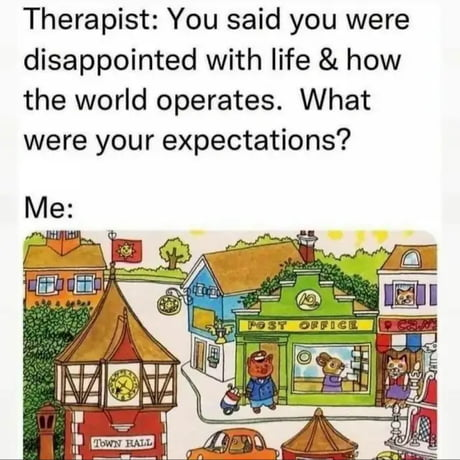 Therapist: You said you were
disappointed with life & how
the world operates.  What
were your expectations?
Me:
POST OFFICE
TOWN HALL